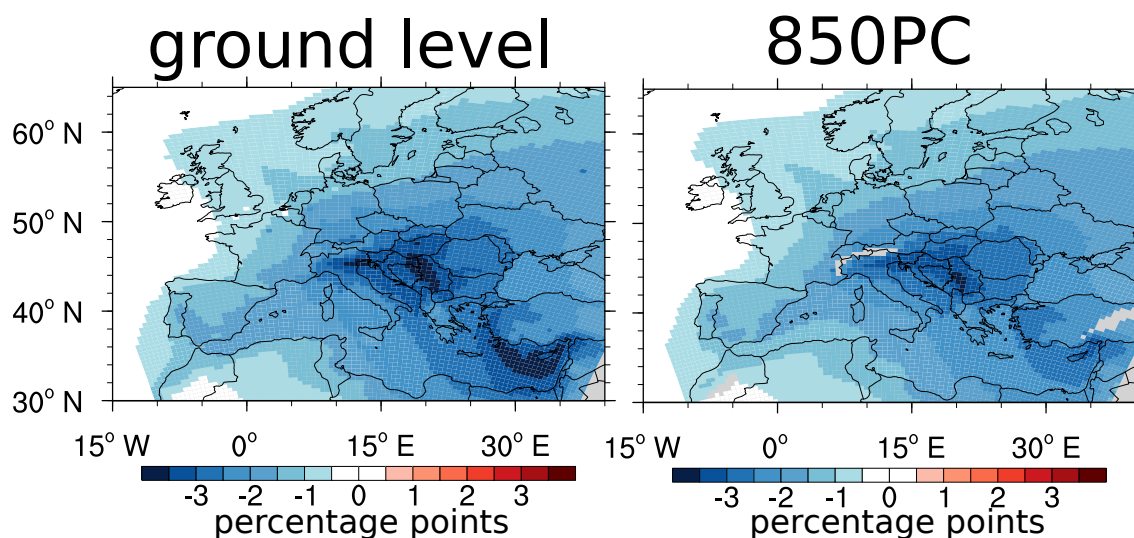 ground level 850PC
60° N
50° N
40° N
30° N
15° W 0° 15° E 30° E 15° W 0° 15° E 30° E
-3 -2 -1 0 1 2 3 -3 -2 -1 0 1 2 3
percentage points percentage points